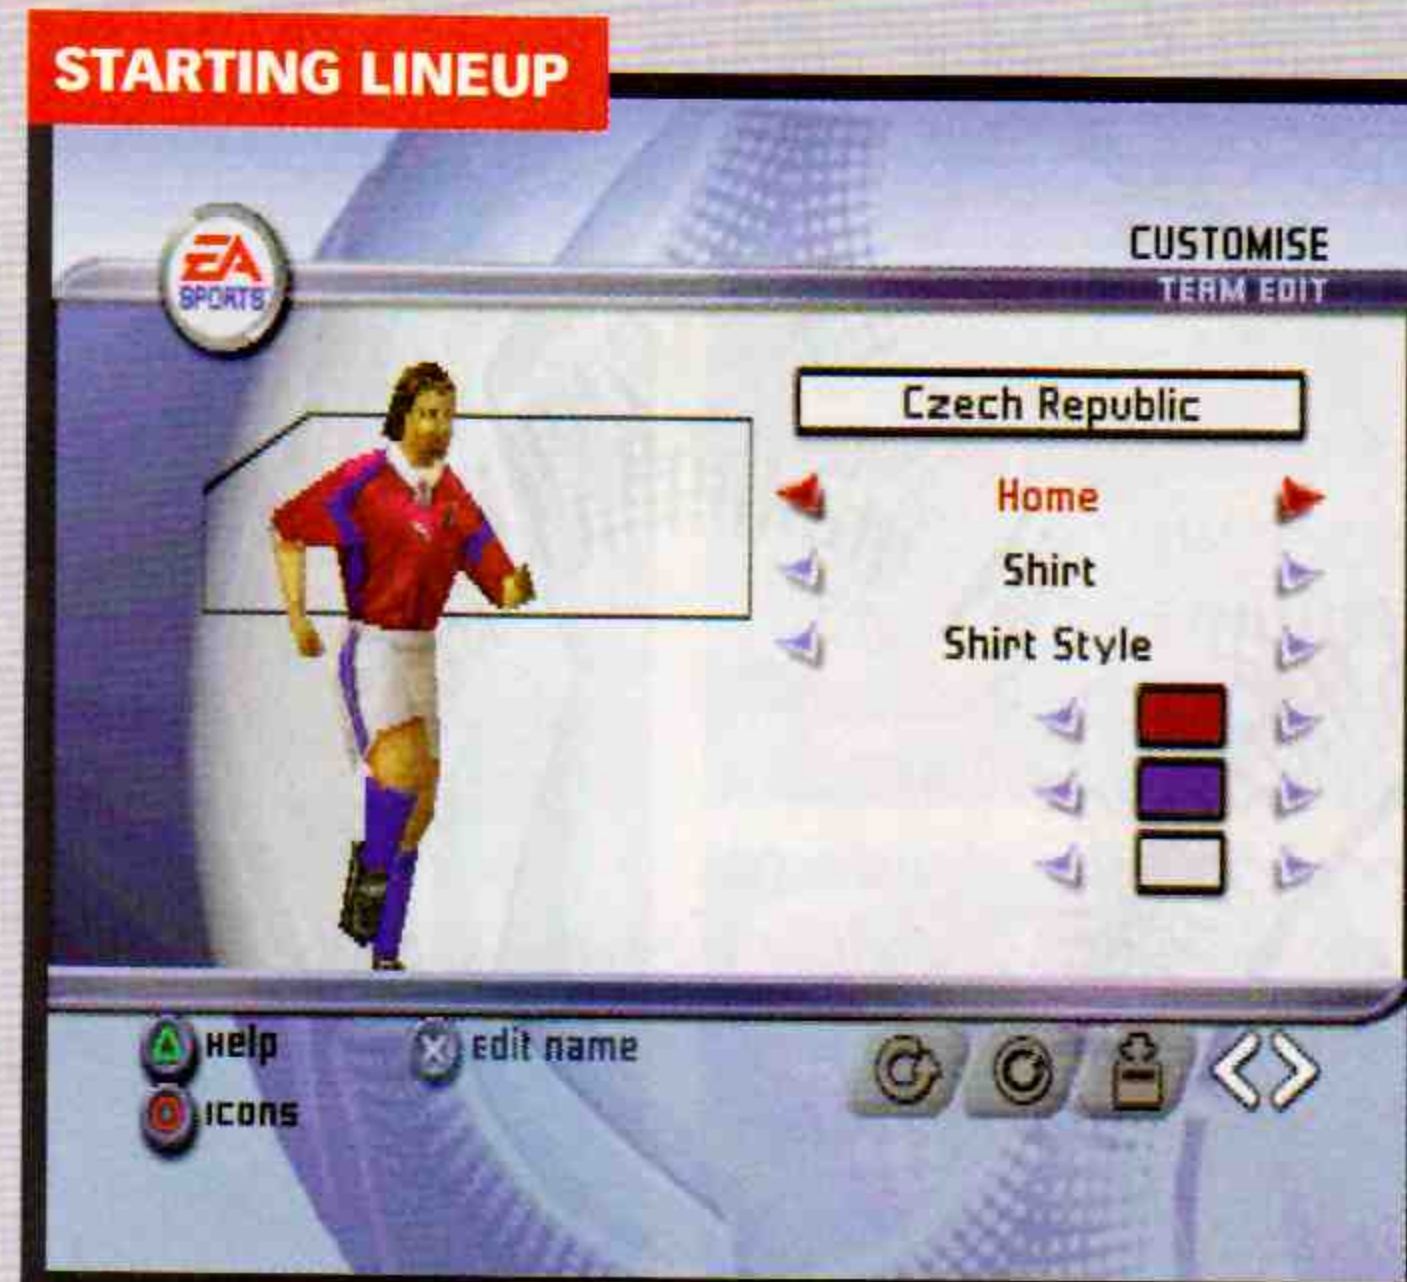 STARTING LINEUP
EA
SPORTS
CUSTOMISE
TEAM EDIT
Czech Republic
Home
Shirt
Shirt Style
Help
Edit name
Icons